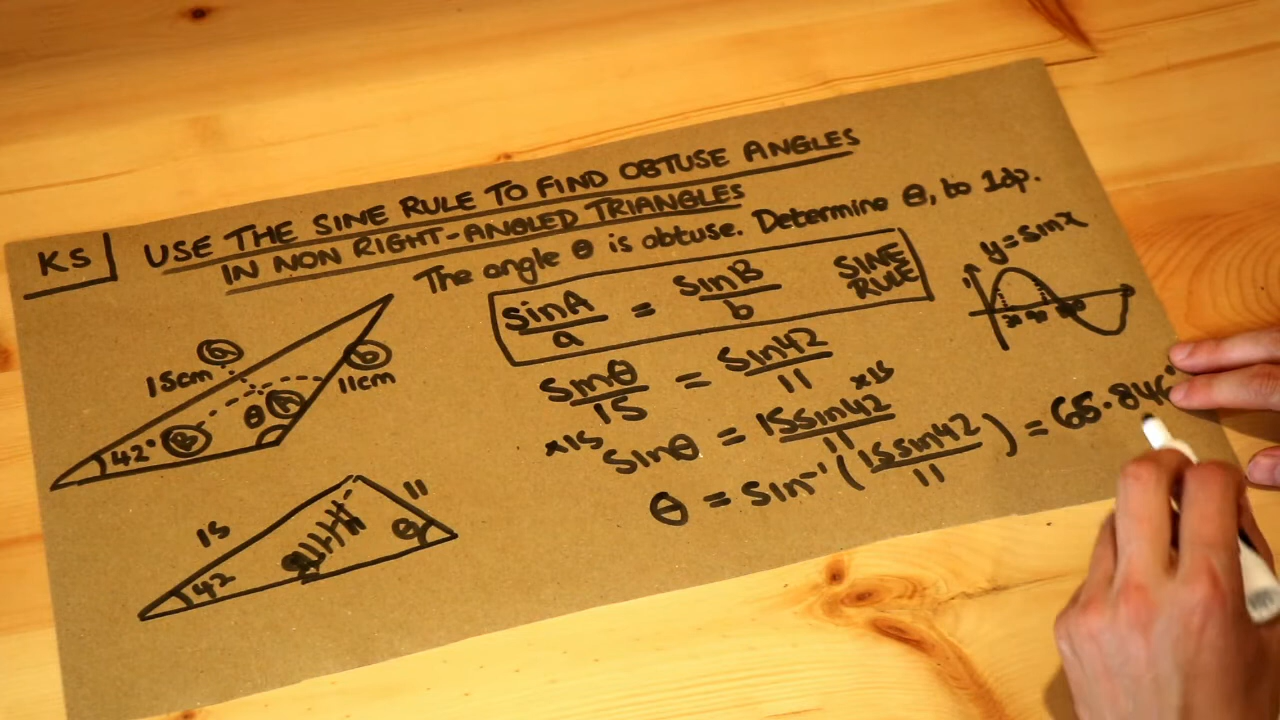 KS
USE THE SINE RULE TO FIND OBTUSE ANGLES
IN NON RIGHT-ANGLED TRIANGLES
The angle θ is obtuse. Determine θ, to 1dp.
sinA/a = sinB/b SINE RULE
y=sinx
1
15cm a
b 11cm
42° B
θ A
sinθ/15 = sin42/11
×15 ×15
sinθ = 15sin42/11
θ = sin⁻¹(15sin42/11) = 65.846
15
11
42
θ